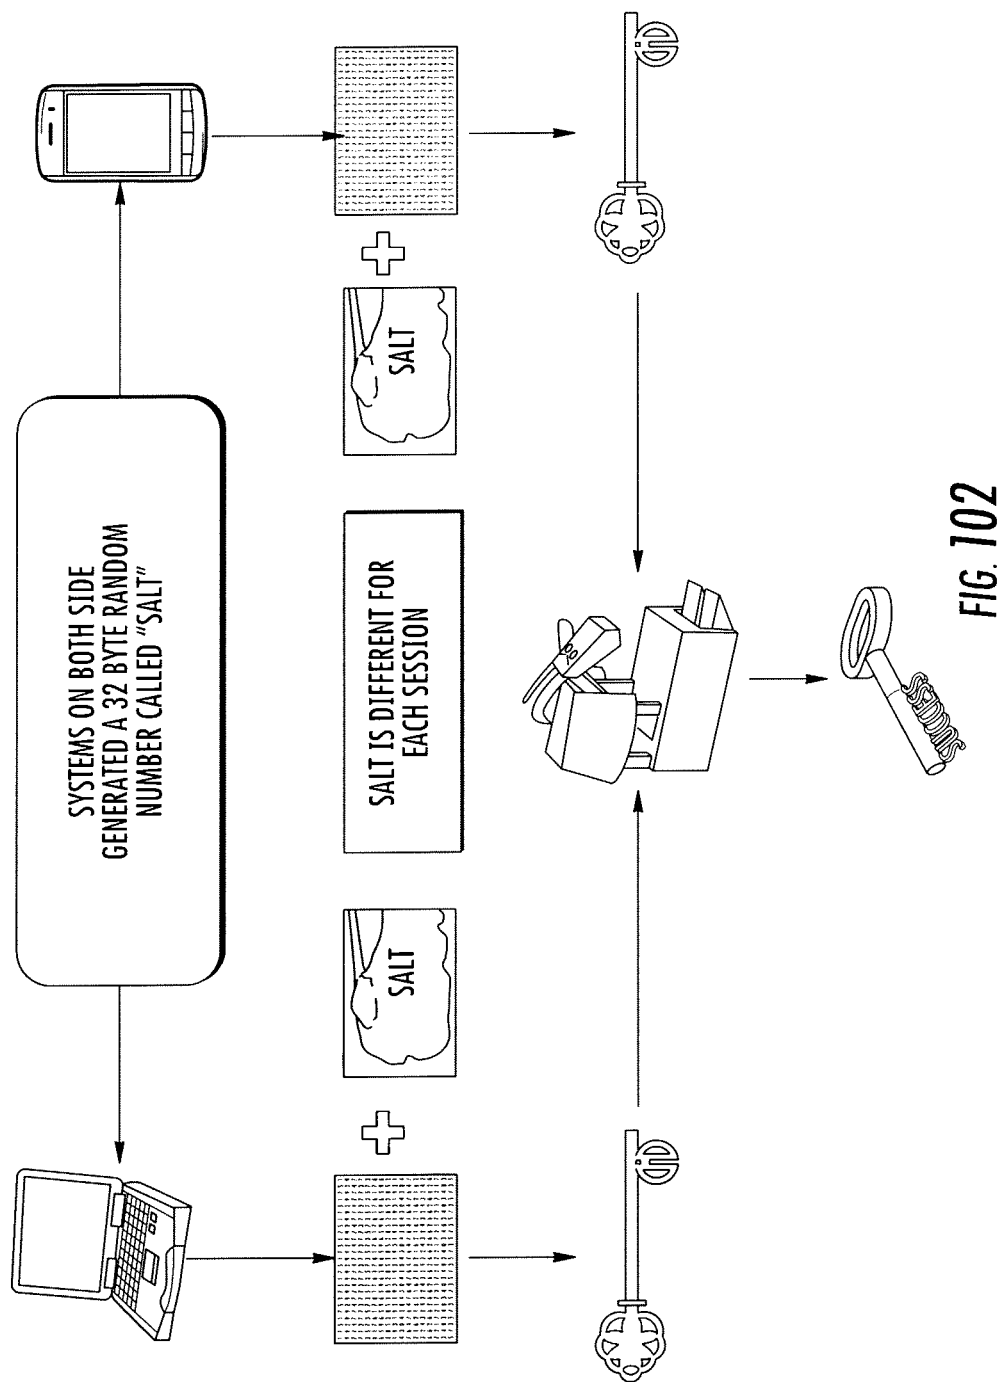 SYSTEMS ON BOTH SIDE
GENERATED A 32 BYTE RANDOM
NUMBER CALLED "SALT"
SALT
SALT IS DIFFERENT FOR
EACH SESSION
SALT
FIG. 102